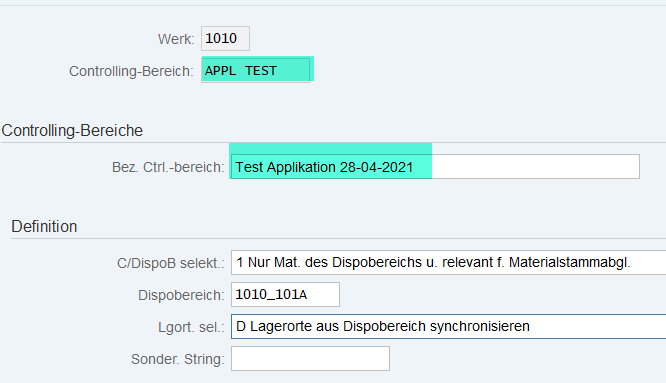 Werk: 1010
Controlling-Bereich: APPL TEST
Controlling-Bereiche
Bez. Ctrl.-bereich: Test Applikation 28-04-2021
Definition
C/DispoB selekt.: 1 Nur Mat. des Dispobereichs u. relevant f. Materialstammabgl.
Dispobereich: 1010_101A
Lgort. sel.: D Lagerorte aus Dispobereich synchronisieren
Sonder. String: